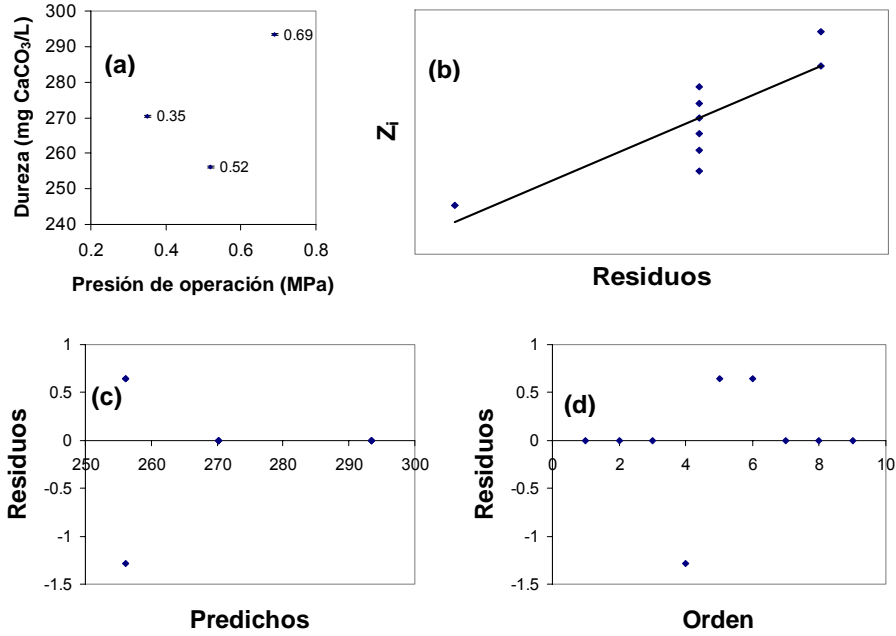 300
290
280
270
260
250
240
Dureza (mg CaCO3/L)
(a)
0.69
0.35
0.52
0.2 0.4 0.6 0.8
Presión de operación (MPa)
(b)
Zi
Residuos
1
0.5
0
-0.5
-1
-1.5
Residuos
(c)
250 260 270 280 290 300
Predichos
1
0.5
0
-0.5
-1
-1.5
Residuos
(d)
0 2 4 6 8 10
Orden